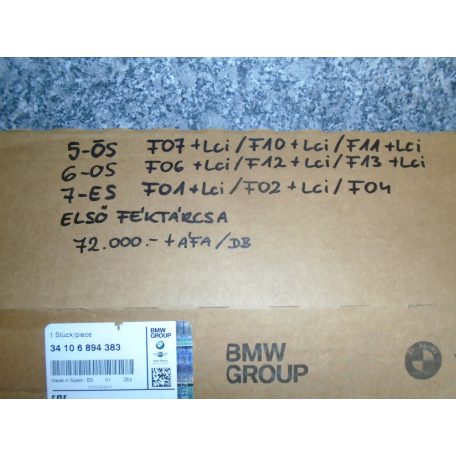 5-ÖS F07+LCi/F10+LCi/F11+LCi
6-OS F06+LCi/F12+LCi/F13+LCi
7-ES F01+LCi/F02+LCi/F04
ELSŐ FÉKTÁRCSA
72.000.-+ÁFA/DB
1 Stück/piece
BMW
GROUP
34 10 6 894 383
Made in Spain ES 01
BMW
GROUP